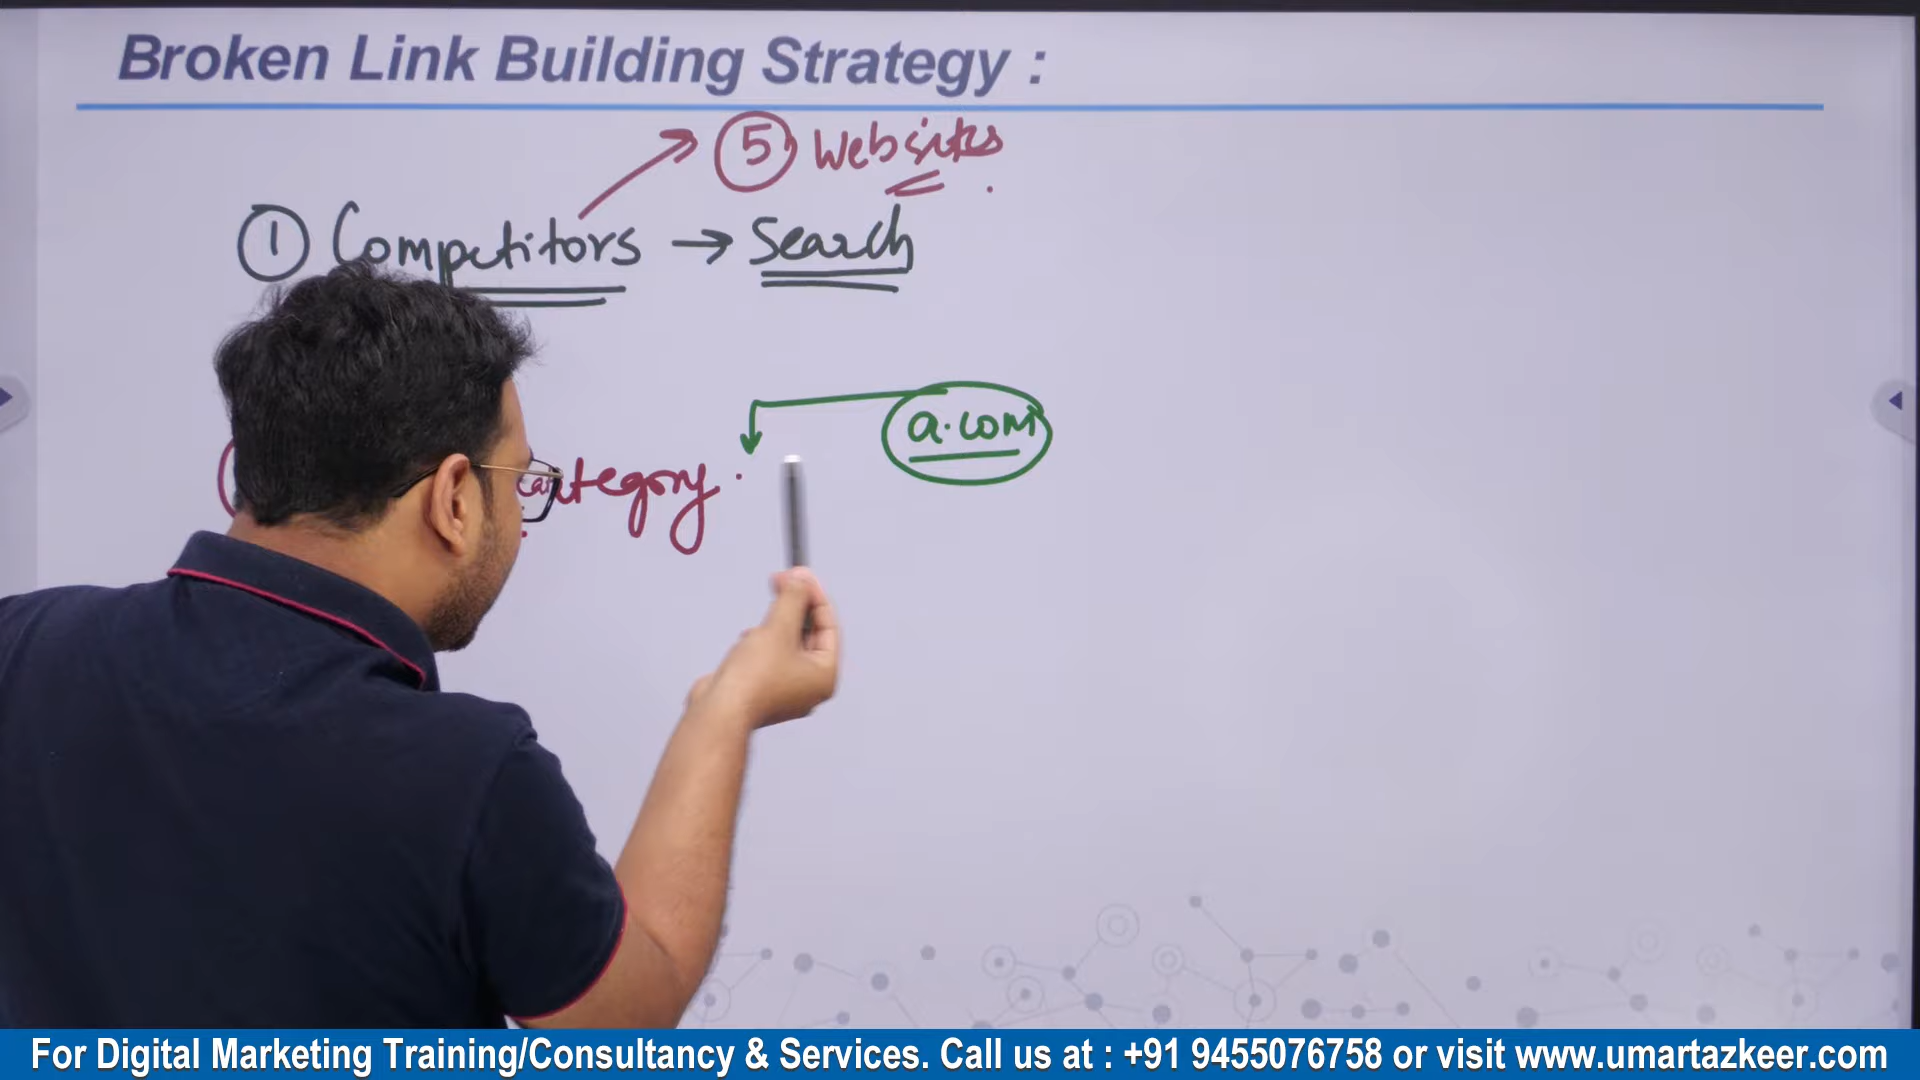 Broken Link Building Strategy :
5 Websites
1 Competitors → Search
a.com
Category.
For Digital Marketing Training/Consultancy & Services. Call us at : +91 9455076758 or visit www.umartazkeer.com